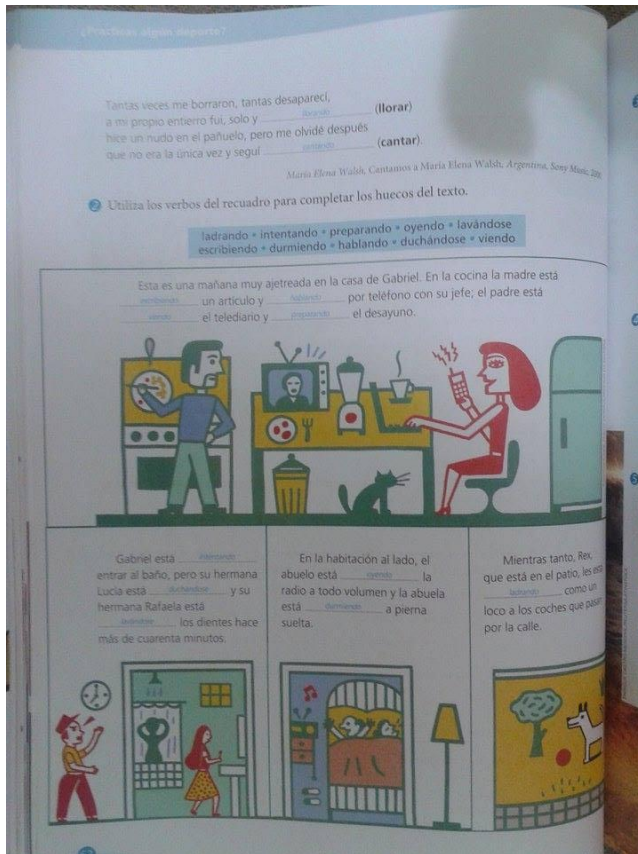 ¿Practicas algún deporte?
Tantas veces me borraron, tantas desaparecí,
a mi propio entierro fui, solo y llorando (llorar)
hice un nudo en el pañuelo, pero me olvidé después
que no era la única vez y seguí cantando (cantar).
María Elena Walsh, Cantamos a María Elena Walsh, Argentina, Sony Music,
2 Utiliza los verbos del recuadro para completar los huecos del texto.
ladrando • intentando • preparando • oyendo • lavándose
escribiendo • durmiendo • hablando • duchándose • viendo
Esta es una mañana muy ajetreada en la casa de Gabriel. En la cocina la madre está
escribiendo un artículo y hablando por teléfono con su jefe; el padre está
viendo el telediario y preparando el desayuno.
Gabriel está intentando
entrar al baño, pero su hermana
Lucía está duchándose y su
hermana Rafaela está
lavándose los dientes hace
más de cuarenta minutos.
En la habitación al lado, el
abuelo está oyendo la
radio a todo volumen y la abuela
está durmiendo a pierna
suelta.
Mientras tanto, Rex,
que está en el patio, les está
ladrando como un
loco a los coches que pasan
por la calle.